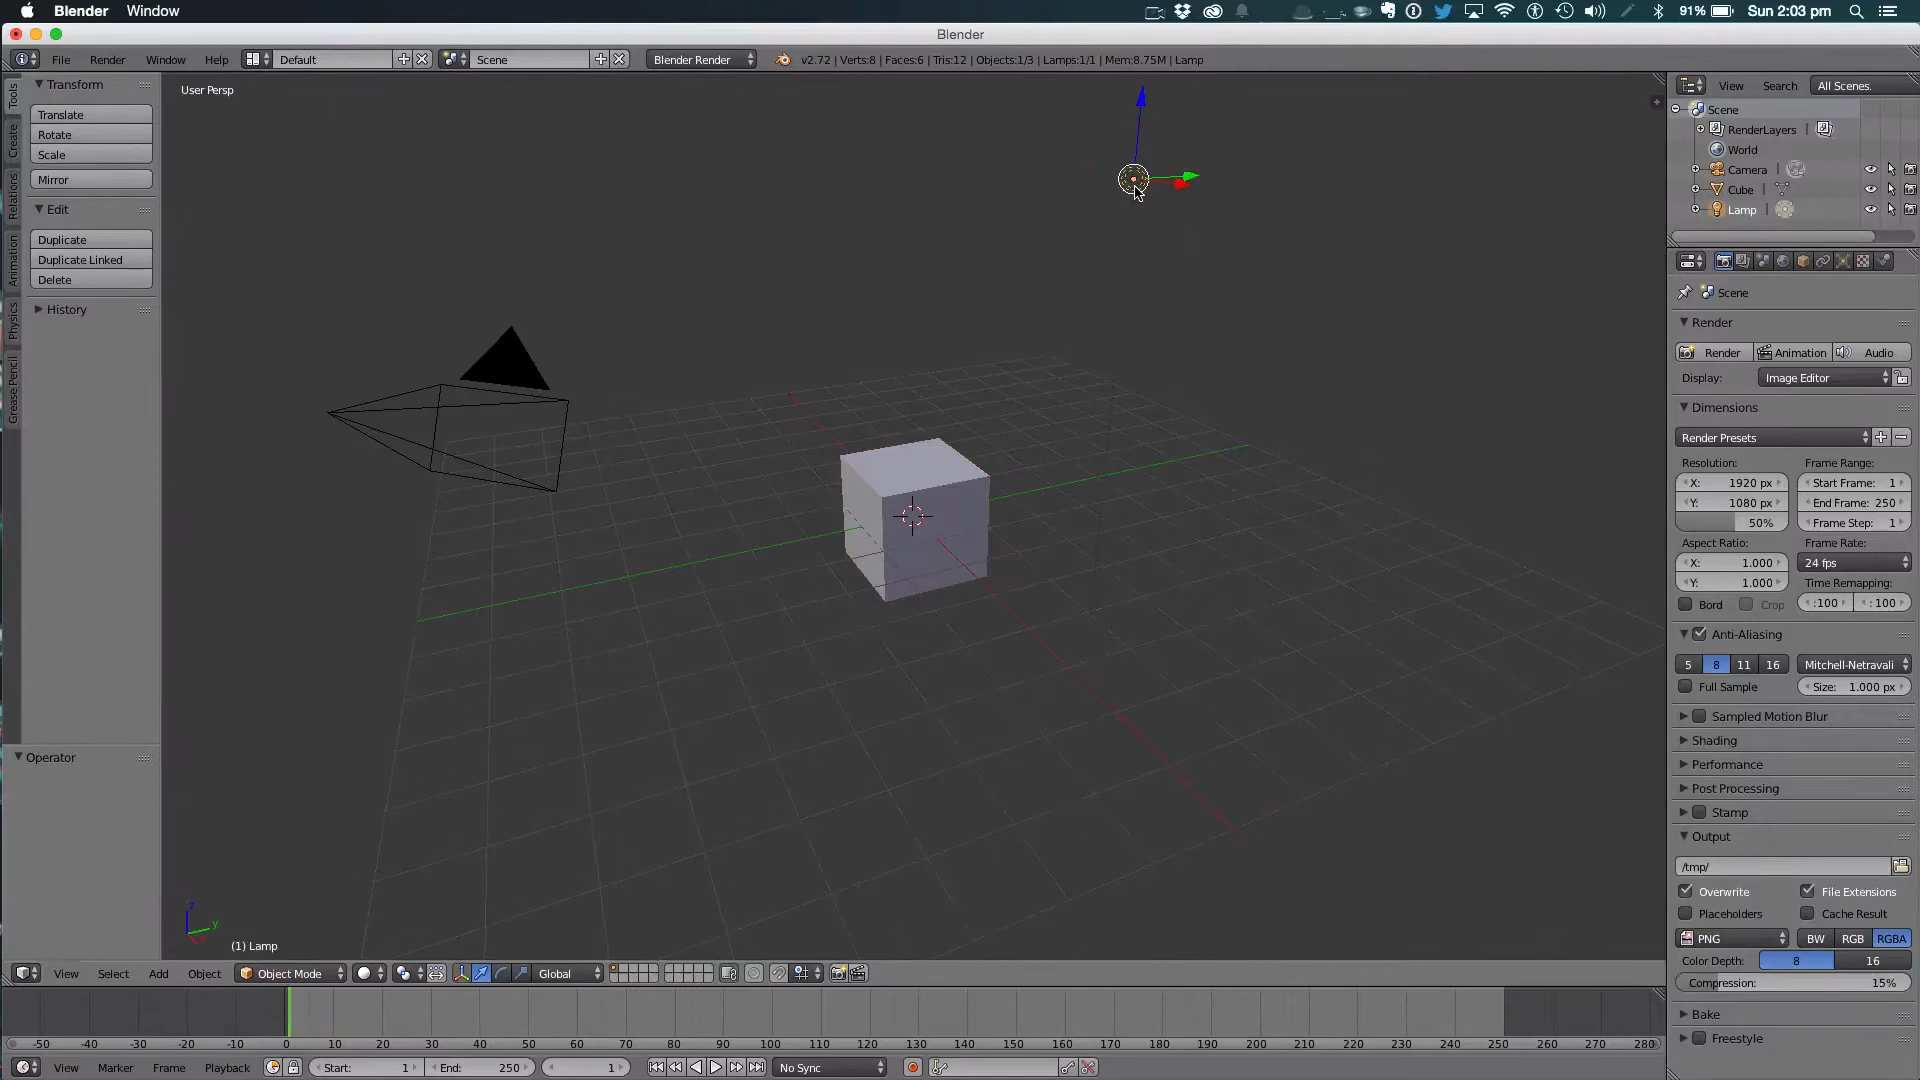 Blender Window 91% Sun 2:03 pm
Blender
File Render Window Help Default Scene Blender Render v2.72 | Verts:8 | Faces:6 | Tris:12 | Objects:1/3 | Lamps:1/1 | Mem:8.75M | Lamp
Tools
Create
Relations
Animation
Physics
Grease Pencil
Transform
Translate
Rotate
Scale
Mirror
Edit
Duplicate
Duplicate Linked
Delete
History
Operator
User Persp
z
y
x
(1) Lamp
View Search All Scenes.
Scene
RenderLayers
World
Camera
Cube
Lamp
Scene
Render
Render Animation Audio
Display: Image Editor
Dimensions
Render Presets
Resolution: Frame Range:
X: 1920 px Start Frame: 1
Y: 1080 px End Frame: 250
50% Frame Step: 1
Aspect Ratio: Frame Rate:
X: 1.000 24 fps
Y: 1.000 Time Remapping:
Bord Crop :100 : 100
Anti-Aliasing
5 8 11 16 Mitchell-Netravali
Full Sample Size: 1.000 px
Sampled Motion Blur
Shading
Performance
Post Processing
Stamp
Output
/tmp/
Overwrite File Extensions
Placeholders Cache Result
PNG BW RGB RGBA
Color Depth: 8 16
Compression: 15%
Bake
Freestyle
View Select Add Object Object Mode Global
-50 -40 -30 -20 -10 0 10 20 30 40 50 60 70 80 90 100 110 120 130 140 150 160 170 180 190 200 210 220 230 240 250 260 270 280
View Marker Frame Playback Start: 1 End: 250 1 No Sync